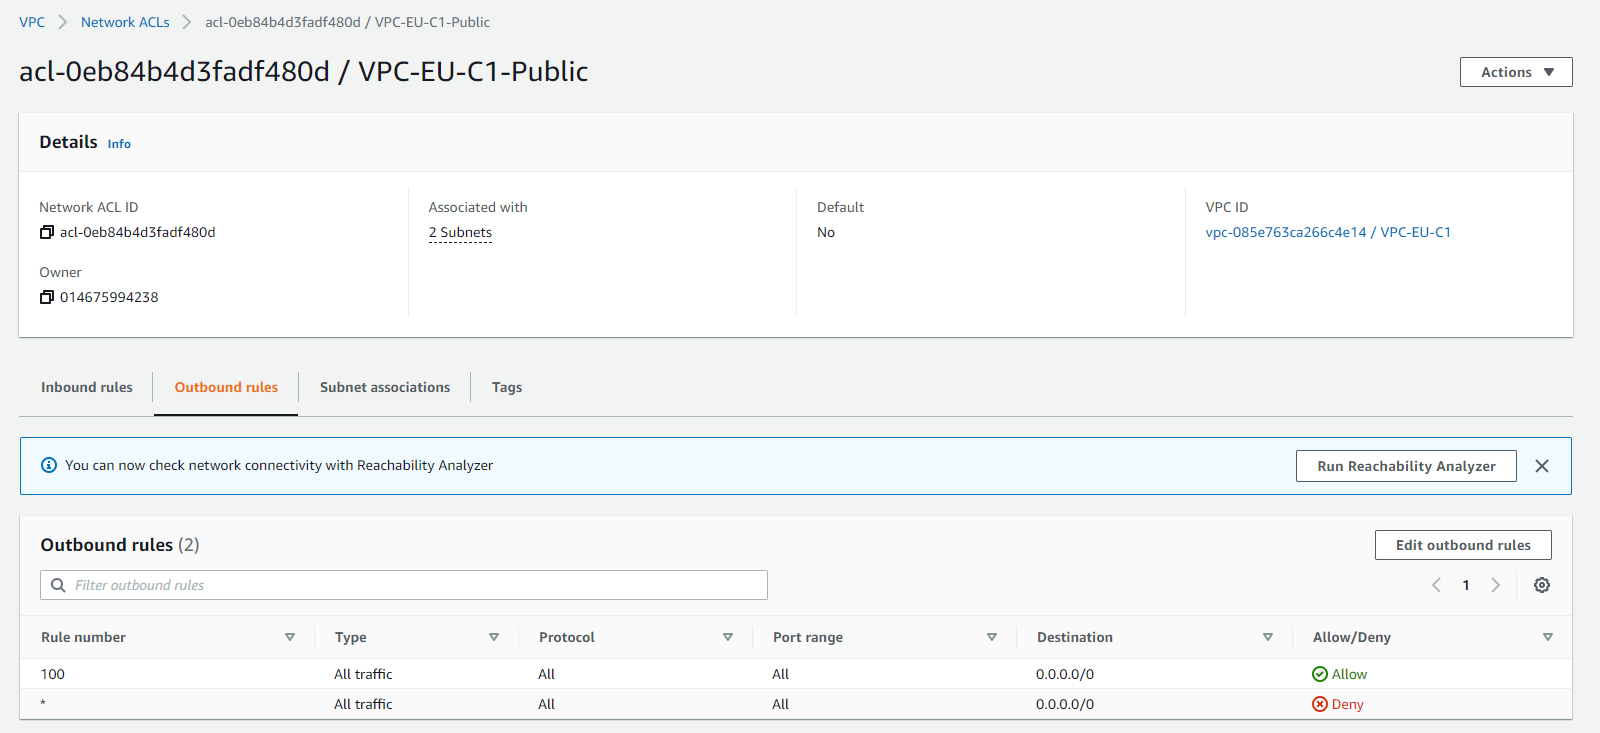 VPC > Network ACLs > acl-0eb84b4d3fadf480d / VPC-EU-C1-Public
acl-0eb84b4d3fadf480d / VPC-EU-C1-Public
Actions
Details Info
Network ACL ID
acl-0eb84b4d3fadf480d
Owner
014675994238
Associated with
2 Subnets
Default
No
VPC ID
vpc-085e763ca266c4e14 / VPC-EU-C1
Inbound rules Outbound rules Subnet associations Tags
You can now check network connectivity with Reachability Analyzer
Run Reachability Analyzer
Outbound rules (2)
Edit outbound rules
Filter outbound rules
1
Rule number Type Protocol Port range Destination Allow/Deny
100 All traffic All All 0.0.0.0/0 Allow
* All traffic All All 0.0.0.0/0 Deny